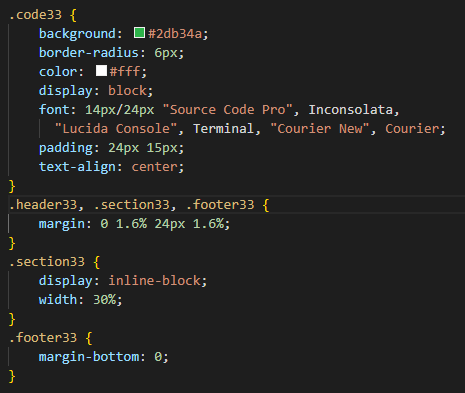 .code33 {
    background: #2db34a;
    border-radius: 6px;
    color: #fff;
    display: block;
    font: 14px/24px "Source Code Pro", Inconsolata,
      "Lucida Console", Terminal, "Courier New", Courier;
    padding: 24px 15px;
    text-align: center;
}
.header33, .section33, .footer33 {
    margin: 0 1.6% 24px 1.6%;
}
.section33 {
    display: inline-block;
    width: 30%;
}
.footer33 {
    margin-bottom: 0;
}